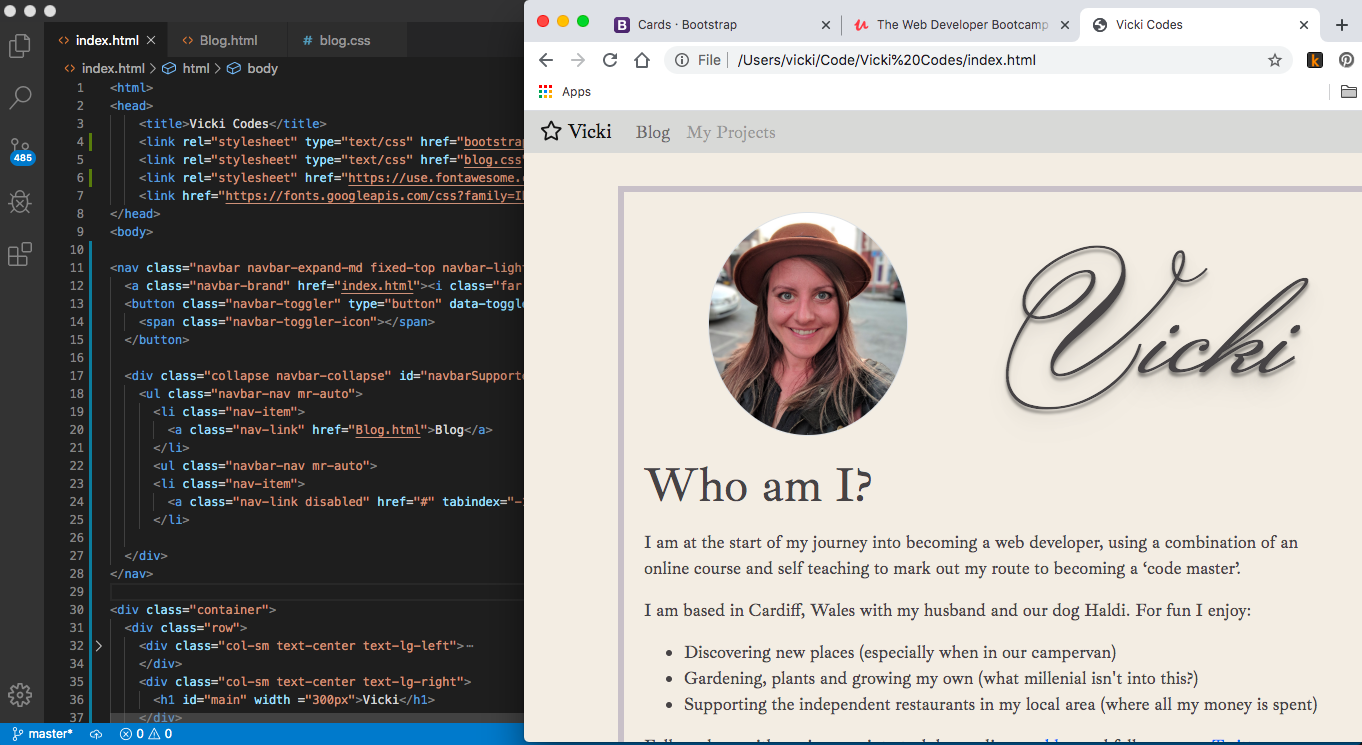 index.html
Blog.html
# blog.css
index.html > html > body
1 <html>
2 <head>
3 <title>Vicki Codes</title>
4 <link rel="stylesheet" type="text/css" href="bootstrap
5 <link rel="stylesheet" type="text/css" href="blog.css"
6 <link rel="stylesheet" href="https://use.fontawesome.
7 <link href="https://fonts.googleapis.com/css?family=I
8 </head>
9 <body>
10
11 <nav class="navbar navbar-expand-md fixed-top navbar-light
12 <a class="navbar-brand" href="index.html"><i class="far
13 <button class="navbar-toggler" type="button" data-toggle
14 <span class="navbar-toggler-icon"></span>
15 </button>
16
17 <div class="collapse navbar-collapse" id="navbarSupporte
18 <ul class="navbar-nav mr-auto">
19 <li class="nav-item">
20 <a class="nav-link" href="Blog.html">Blog</a>
21 </li>
22 <ul class="navbar-nav mr-auto">
23 <li class="nav-item">
24 <a class="nav-link disabled" href="#" tabindex="-1
25 </li>
26
27 </div>
28 </nav>
29
30 <div class="container">
31 <div class="row">
32 <div class="col-sm text-center text-lg-left">…
34 </div>
35 <div class="col-sm text-center text-lg-right">
36 <h1 id="main" width ="300px">Vicki</h1>
37 </div>
485
master*
0 0
B Cards · Bootstrap
The Web Developer Bootcamp
Vicki Codes
File | /Users/vicki/Code/Vicki%20Codes/index.html
k
Apps
Vicki Blog My Projects
Vicki
Who am I?
I am at the start of my journey into becoming a web developer, using a combination of an
online course and self teaching to mark out my route to becoming a ‘code master’.
I am based in Cardiff, Wales with my husband and our dog Haldi. For fun I enjoy:
• Discovering new places (especially when in our campervan)
• Gardening, plants and growing my own (what millenial isn't into this?)
• Supporting the independent restaurants in my local area (where all my money is spent)